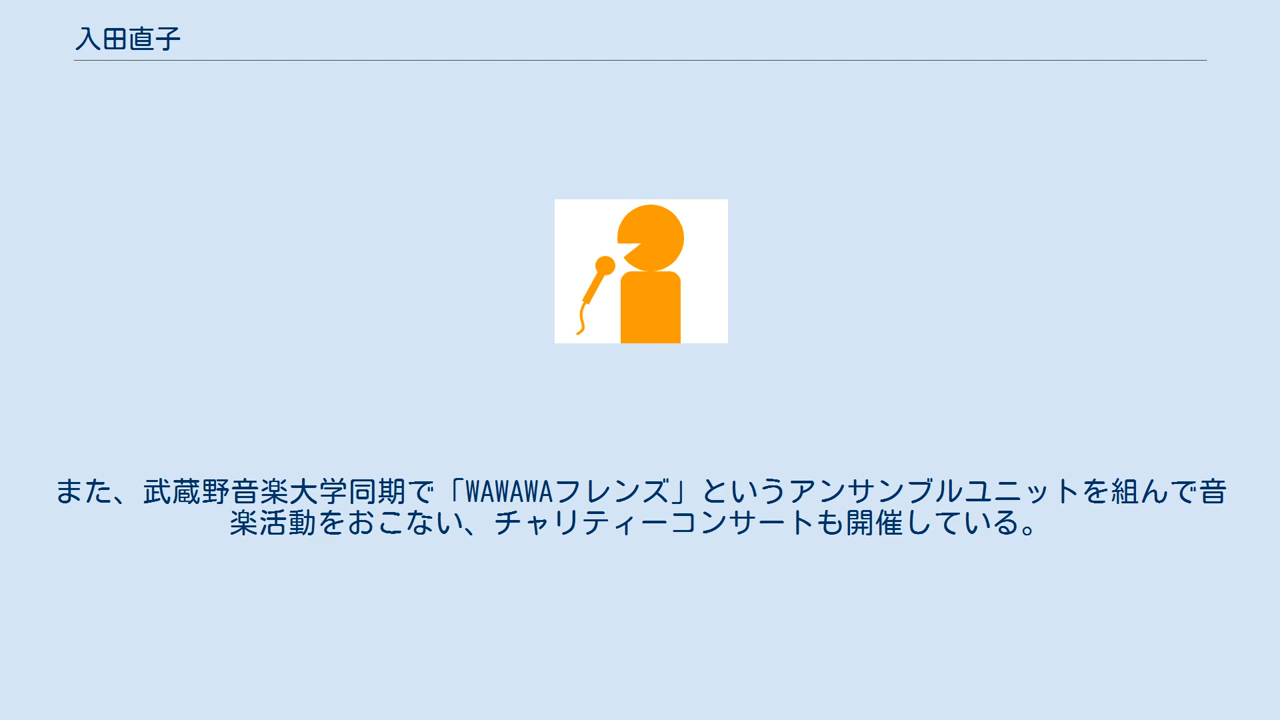 入田直子
また、武蔵野音楽大学同期で「WAWAWAフレンズ」というアンサンブルユニットを組んで音
楽活動をおこない、チャリティーコンサートも開催している。